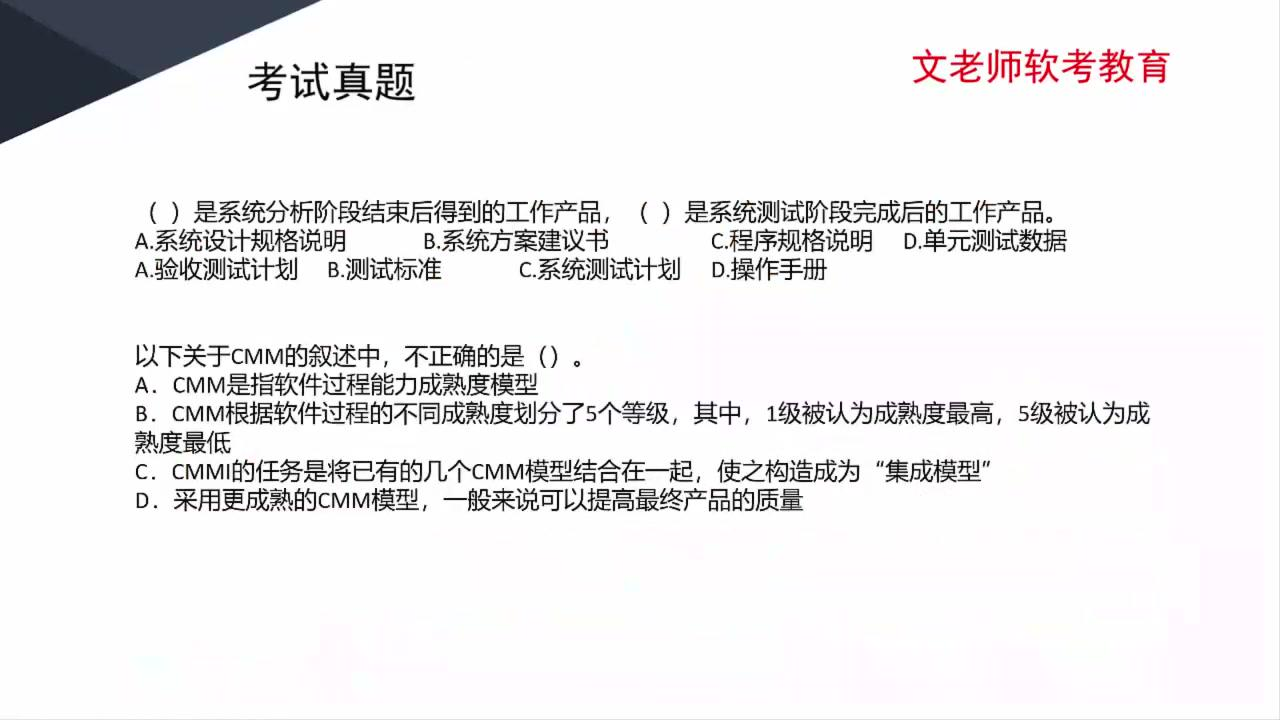 考试真题
文老师软考教育
（ ）是系统分析阶段结束后得到的工作产品，（ ）是系统测试阶段完成后的工作产品。
A.系统设计规格说明 B.系统方案建议书 C.程序规格说明 D.单元测试数据
A.验收测试计划 B.测试标准 C.系统测试计划 D.操作手册
以下关于CMM的叙述中，不正确的是（）。
A．CMM是指软件过程能力成熟度模型
B．CMM根据软件过程的不同成熟度划分了5个等级，其中，1级被认为成熟度最高，5级被认为成
熟度最低
C．CMMI的任务是将已有的几个CMM模型结合在一起，使之构造成为“集成模型”
D．采用更成熟的CMM模型，一般来说可以提高最终产品的质量